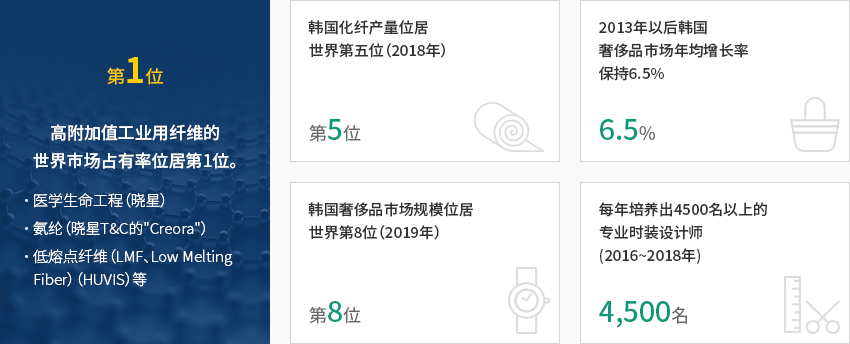 第1位
高附加值工业用纤维的
世界市场占有率位居第1位。
· 医学生命工程（晓星）
· 氨纶（晓星T&C的"Creora"）
· 低熔点纤维（LMF、Low Melting
Fiber）（HUVIS）等
韩国化纤产量位居
世界第五位（2018年）
第5位
2013年以后韩国
奢侈品市场年均增长率
保持6.5%
6.5%
韩国奢侈品市场规模位居
世界第8位（2019年）
第8位
每年培养出4500名以上的
专业时装设计师
(2016~2018年)
4,500名